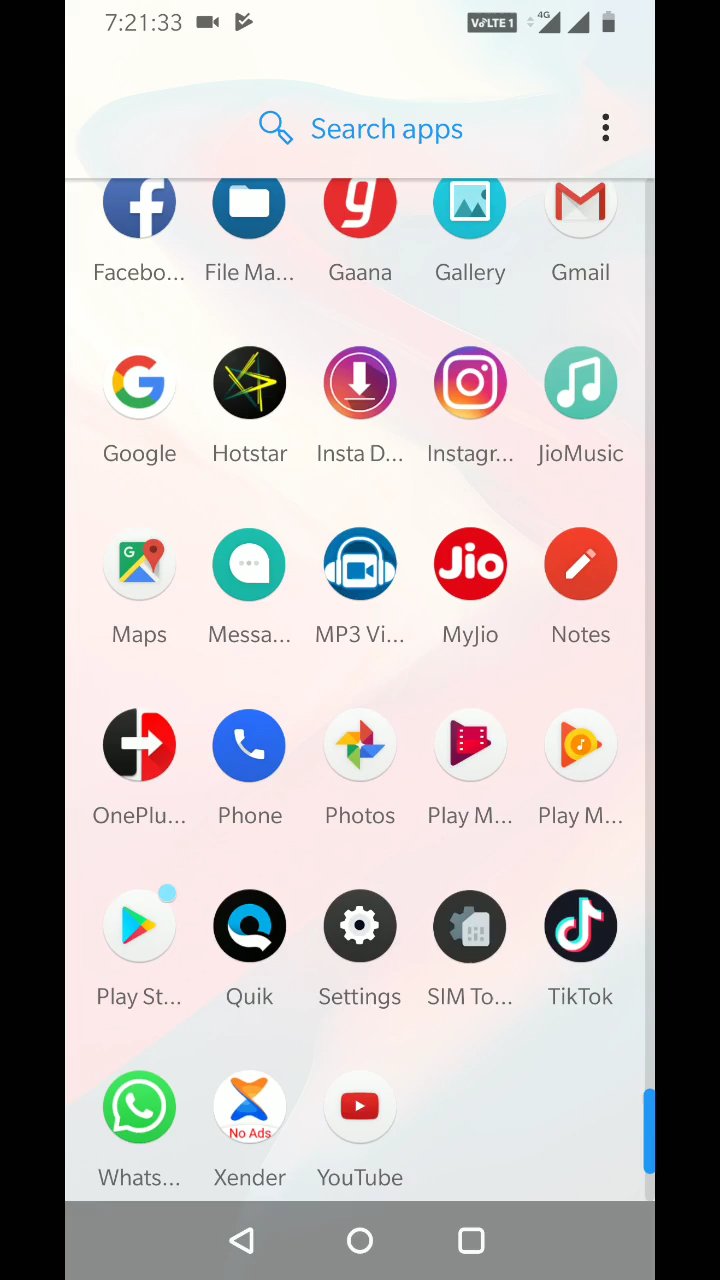 7:21:33 VoLTE 1 4G
Search apps
Facebo... File Ma... Gaana Gallery Gmail
Google Hotstar Insta D... Instagr... JioMusic
Jio
Maps Messa... MP3 Vi... MyJio Notes
OnePlu... Phone Photos Play M... Play M...
Play St... Quik Settings SIM To... TikTok
No Ads
Whats... Xender YouTube